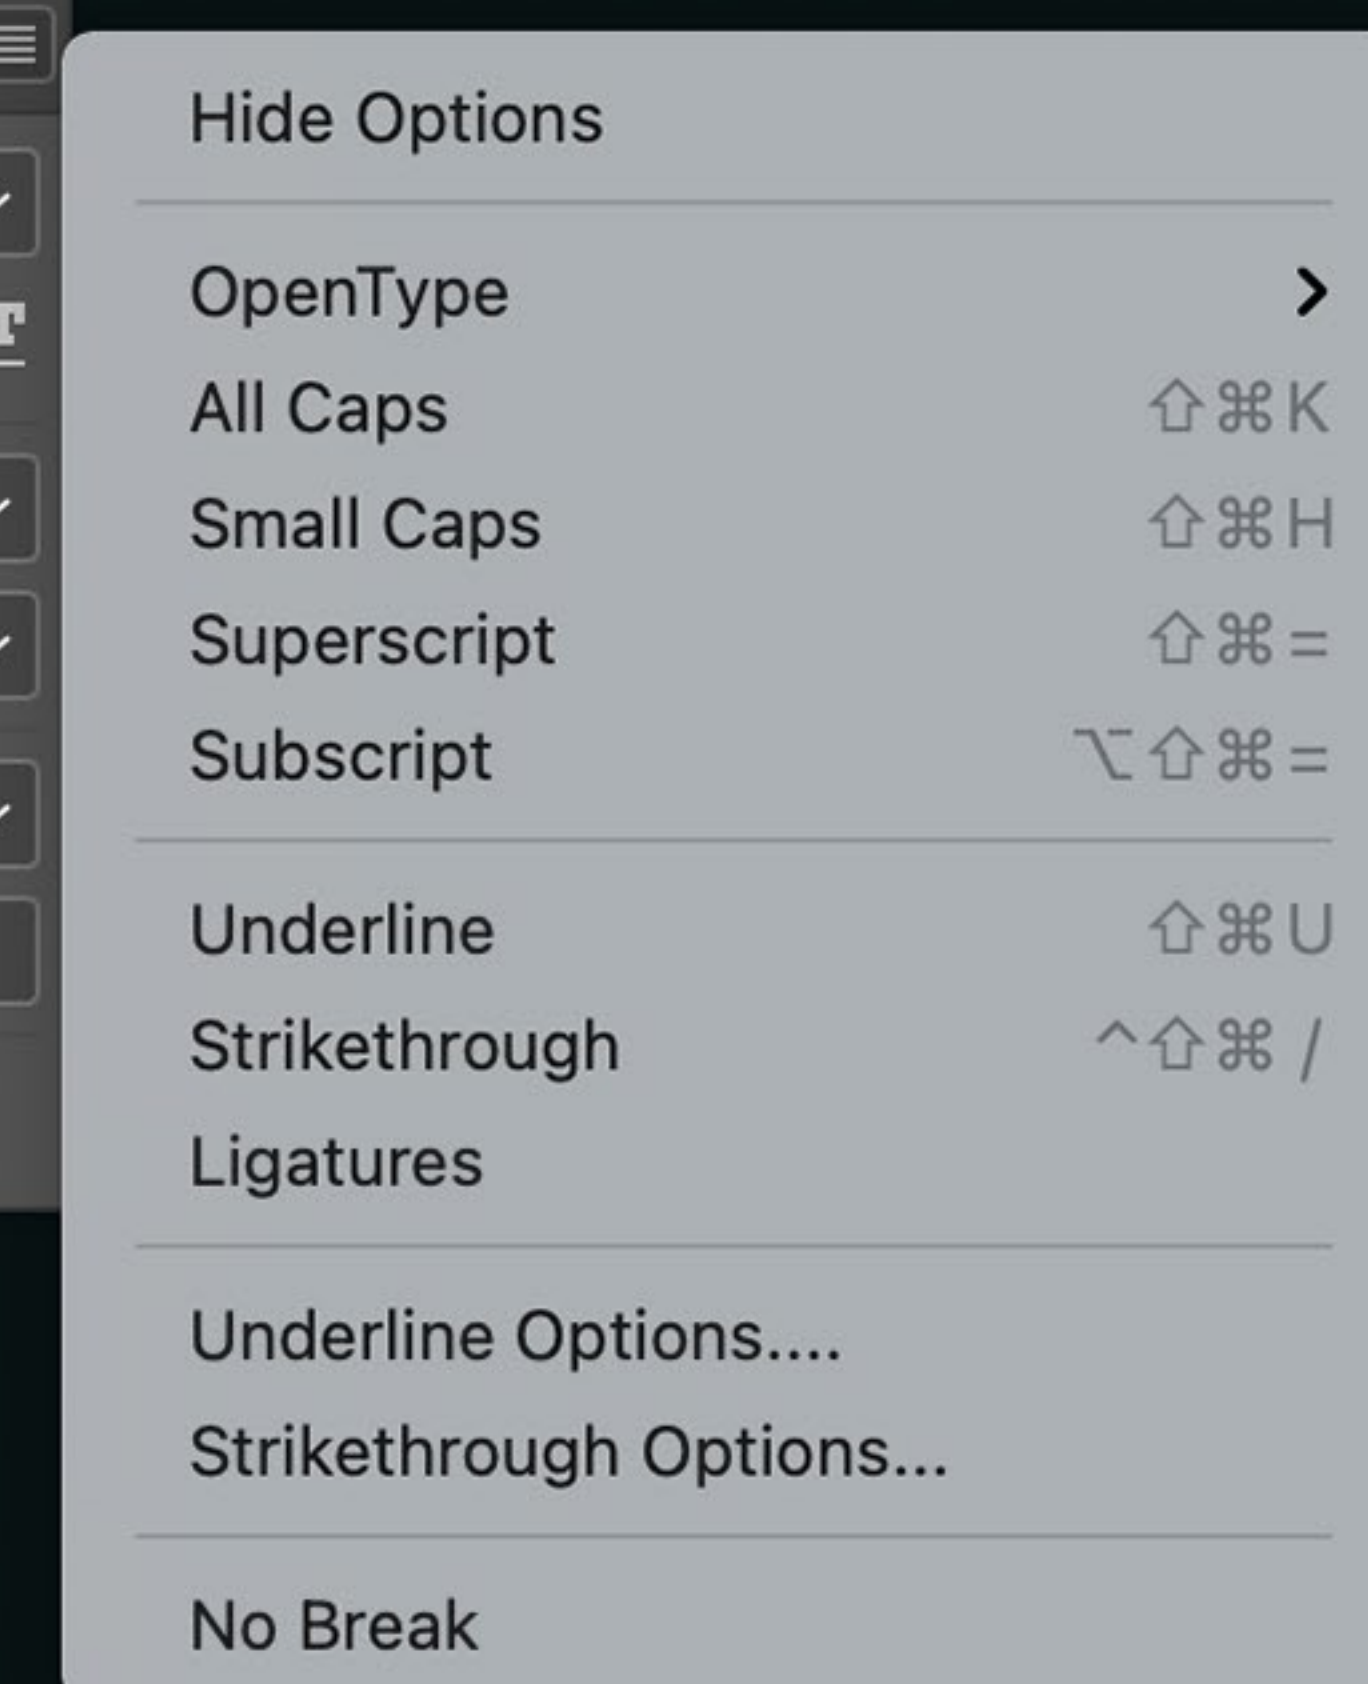 Hide Options
OpenType
All Caps ⇧⌘K
Small Caps ⇧⌘H
Superscript ⇧⌘=
Subscript ⌥⇧⌘=
Underline ⇧⌘U
Strikethrough ^⇧⌘/
Ligatures
Underline Options....
Strikethrough Options...
No Break